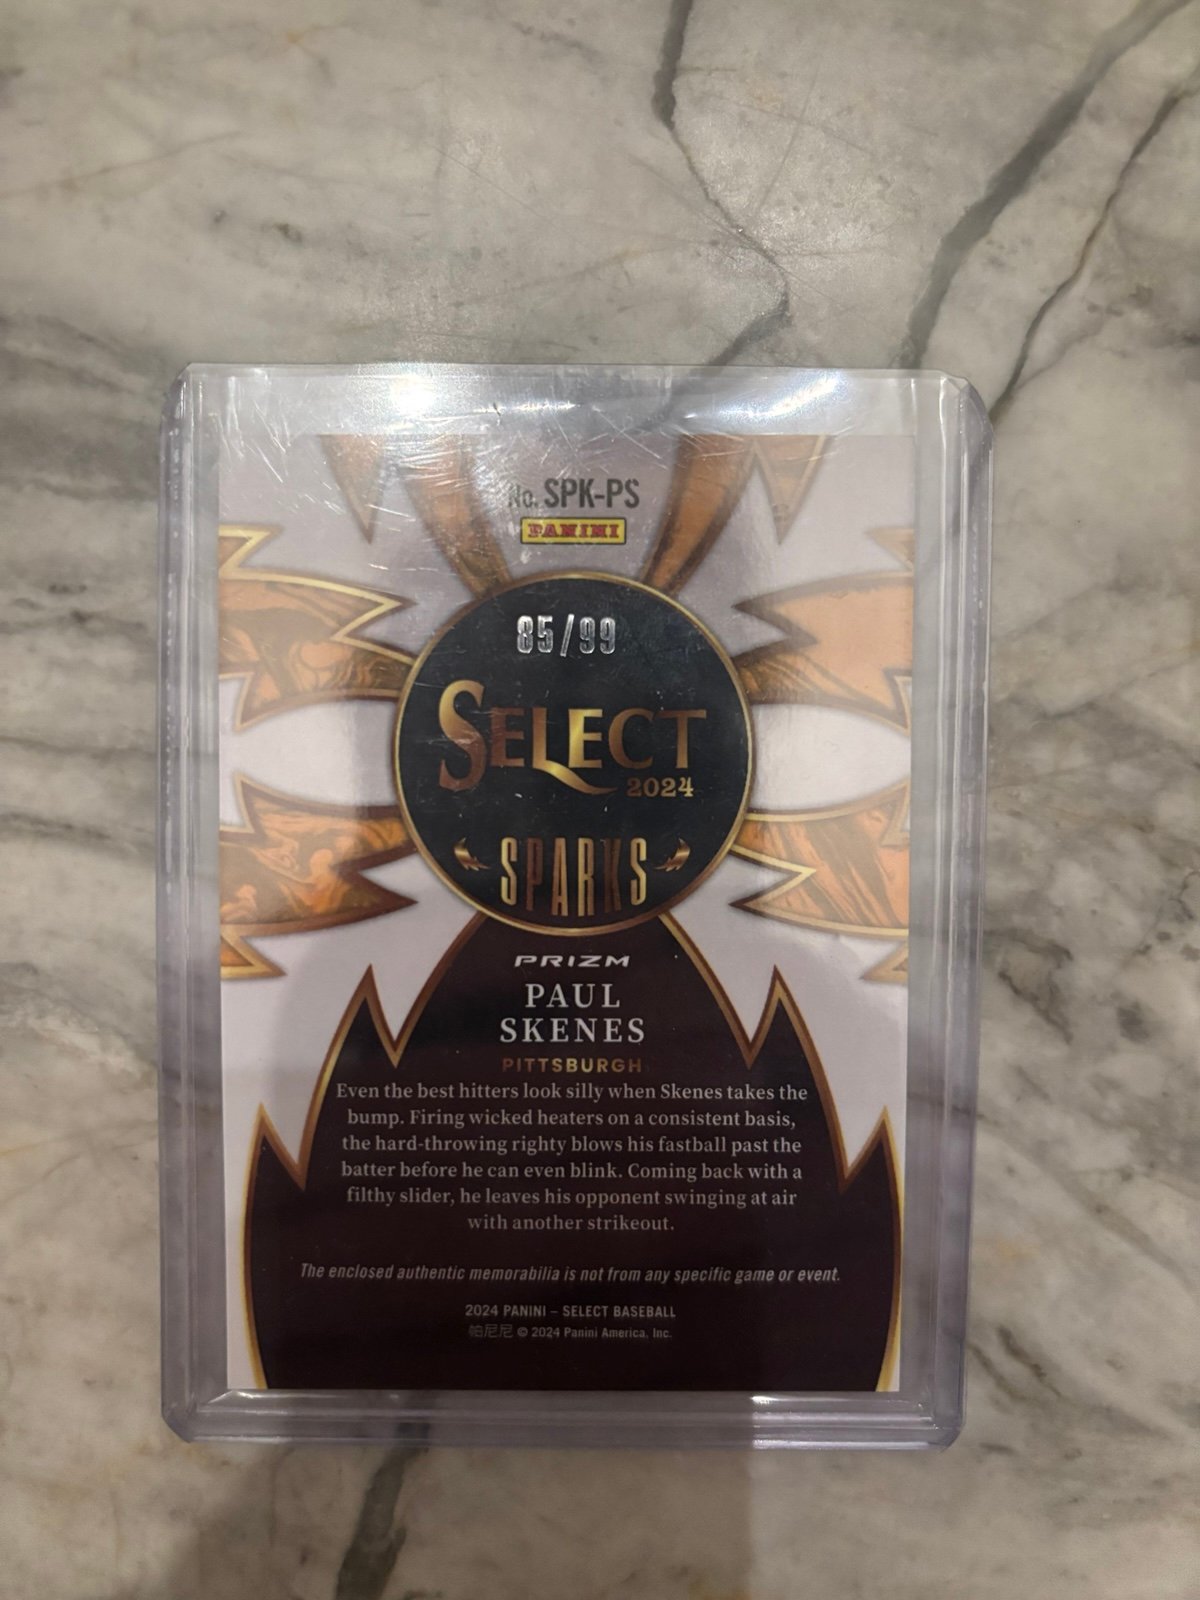 No. SPK-PS
PANINI
85/99
SELECT
2024
SPARKS
PRIZM
PAUL
SKENES
PITTSBURGH
Even the best hitters look silly when Skenes takes the
bump. Firing wicked heaters on a consistent basis,
the hard-throwing righty blows his fastball past the
batter before he can even blink. Coming back with a
filthy slider, he leaves his opponent swinging at air
with another strikeout.
The enclosed authentic memorabilia is not from any specific game or event.
2024 PANINI – SELECT BASEBALL
帕尼尼 © 2024 Panini America, Inc.